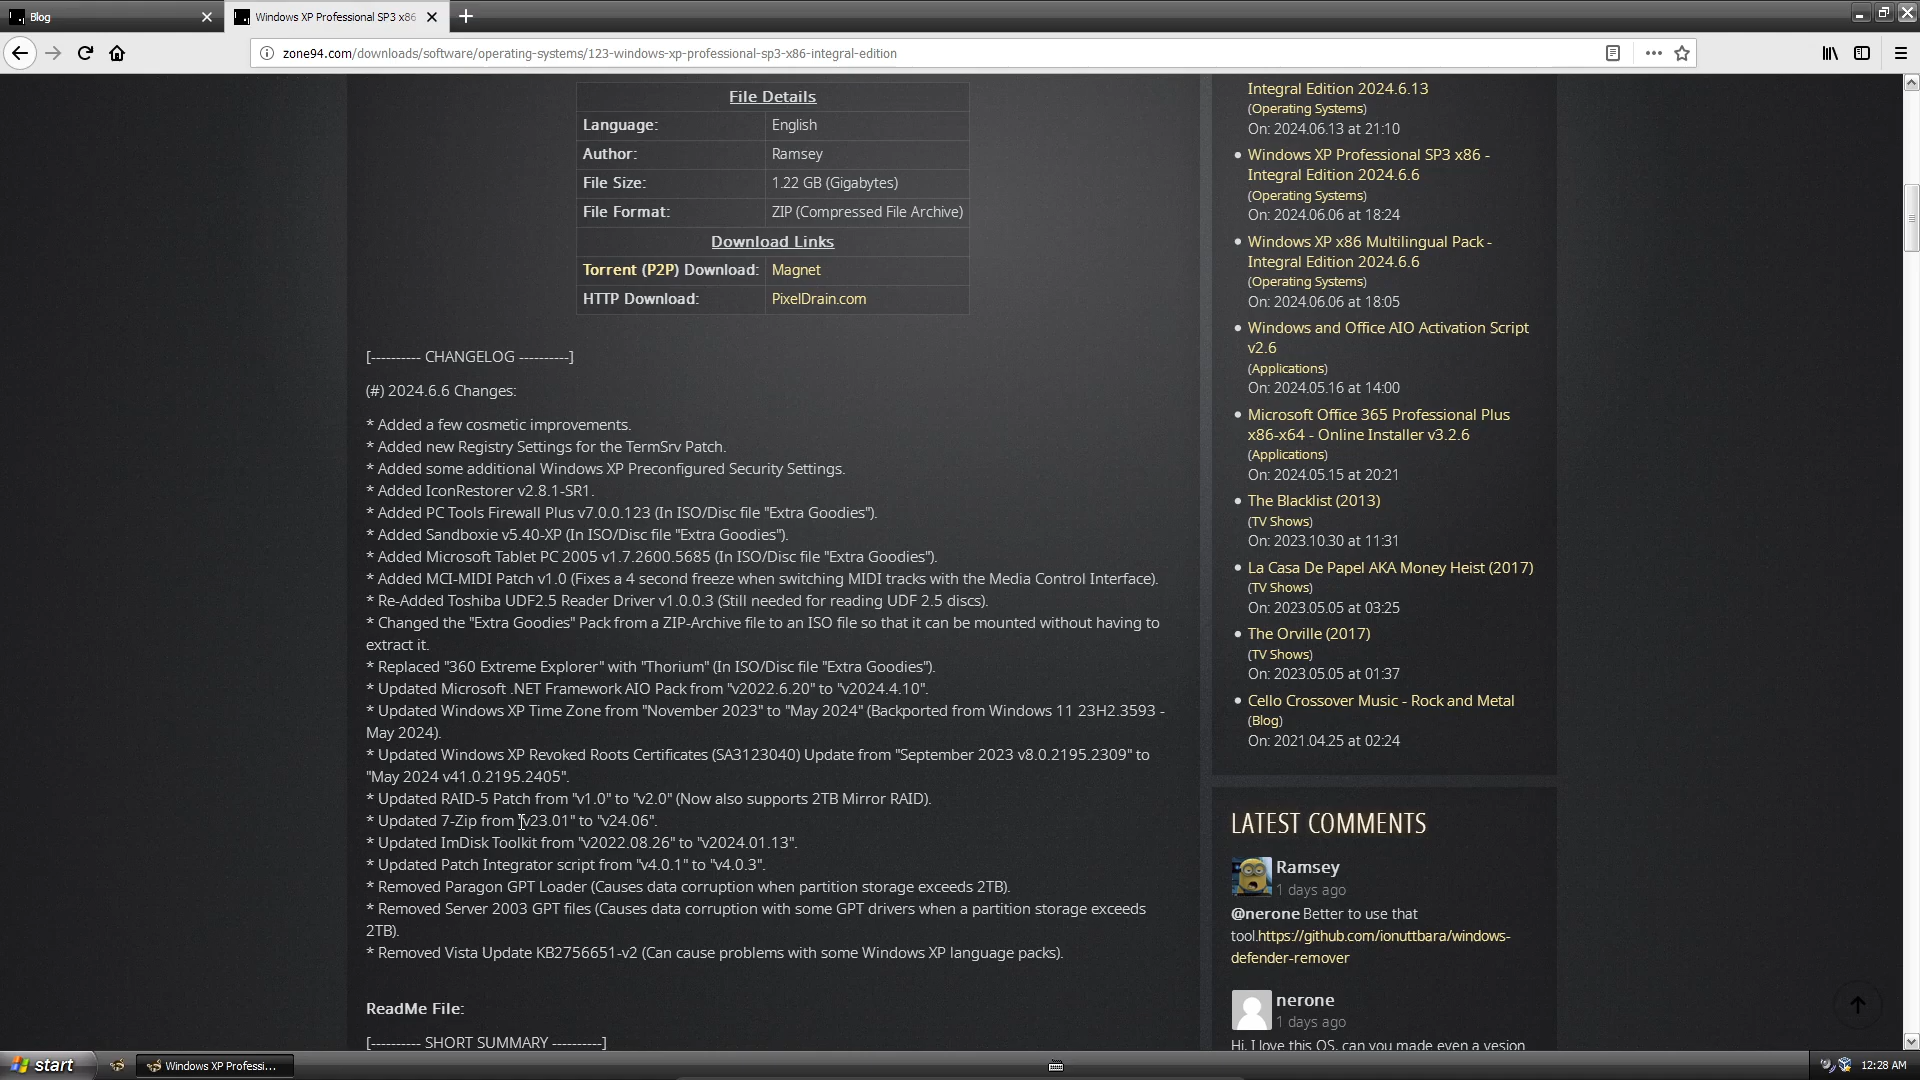 Blog
Windows XP Professional SP3 x86
zone94.com/downloads/software/operating-systems/123-windows-xp-professional-sp3-x86-integral-edition
File Details
Language: English
Author: Ramsey
File Size: 1.22 GB (Gigabytes)
File Format: ZIP (Compressed File Archive)
Download Links
Torrent (P2P) Download: Magnet
HTTP Download: PixelDrain.com
[---------- CHANGELOG ----------]
(#) 2024.6.6 Changes:
* Added a few cosmetic improvements.
* Added new Registry Settings for the TermSrv Patch.
* Added some additional Windows XP Preconfigured Security Settings.
* Added IconRestorer v2.8.1-SR1.
* Added PC Tools Firewall Plus v7.0.0.123 (In ISO/Disc file "Extra Goodies").
* Added Sandboxie v5.40-XP (In ISO/Disc file "Extra Goodies").
* Added Microsoft Tablet PC 2005 v1.7.2600.5685 (In ISO/Disc file "Extra Goodies").
* Added MCI-MIDI Patch v1.0 (Fixes a 4 second freeze when switching MIDI tracks with the Media Control Interface).
* Re-Added Toshiba UDF2.5 Reader Driver v1.0.0.3 (Still needed for reading UDF 2.5 discs).
* Changed the "Extra Goodies" Pack from a ZIP-Archive file to an ISO file so that it can be mounted without having to
extract it.
* Replaced "360 Extreme Explorer" with "Thorium" (In ISO/Disc file "Extra Goodies").
* Updated Microsoft .NET Framework AIO Pack from "v2022.6.20" to "v2024.4.10".
* Updated Windows XP Time Zone from "November 2023" to "May 2024" (Backported from Windows 11 23H2.3593 -
May 2024).
* Updated Windows XP Revoked Roots Certificates (SA3123040) Update from "September 2023 v8.0.2195.2309" to
"May 2024 v41.0.2195.2405".
* Updated RAID-5 Patch from "v1.0" to "v2.0" (Now also supports 2TB Mirror RAID).
* Updated 7-Zip from "v23.01" to "v24.06".
* Updated ImDisk Toolkit from "v2022.08.26" to "v2024.01.13".
* Updated Patch Integrator script from "v4.0.1" to "v4.0.3".
* Removed Paragon GPT Loader (Causes data corruption when partition storage exceeds 2TB).
* Removed Server 2003 GPT files (Causes data corruption with some GPT drivers when a partition storage exceeds
2TB).
* Removed Vista Update KB2756651-v2 (Can cause problems with some Windows XP language packs).
ReadMe File:
[---------- SHORT SUMMARY ----------]
Integral Edition 2024.6.13
(Operating Systems)
On: 2024.06.13 at 21:10
Windows XP Professional SP3 x86 -
Integral Edition 2024.6.6
(Operating Systems)
On: 2024.06.06 at 18:24
Windows XP x86 Multilingual Pack -
Integral Edition 2024.6.6
(Operating Systems)
On: 2024.06.06 at 18:05
Windows and Office AIO Activation Script
v2.6
(Applications)
On: 2024.05.16 at 14:00
Microsoft Office 365 Professional Plus
x86-x64 - Online Installer v3.2.6
(Applications)
On: 2024.05.15 at 20:21
The Blacklist (2013)
(TV Shows)
On: 2023.10.30 at 11:31
La Casa De Papel AKA Money Heist (2017)
(TV Shows)
On: 2023.05.05 at 03:25
The Orville (2017)
(TV Shows)
On: 2023.05.05 at 01:37
Cello Crossover Music - Rock and Metal
(Blog)
On: 2021.04.25 at 02:24
LATEST COMMENTS
Ramsey
1 days ago
@nerone Better to use that
tool.https://github.com/ionuttbara/windows-
defender-remover
nerone
1 days ago
Hi, I love this OS, can you made even a vesion
start
Windows XP Professi...
12:28 AM